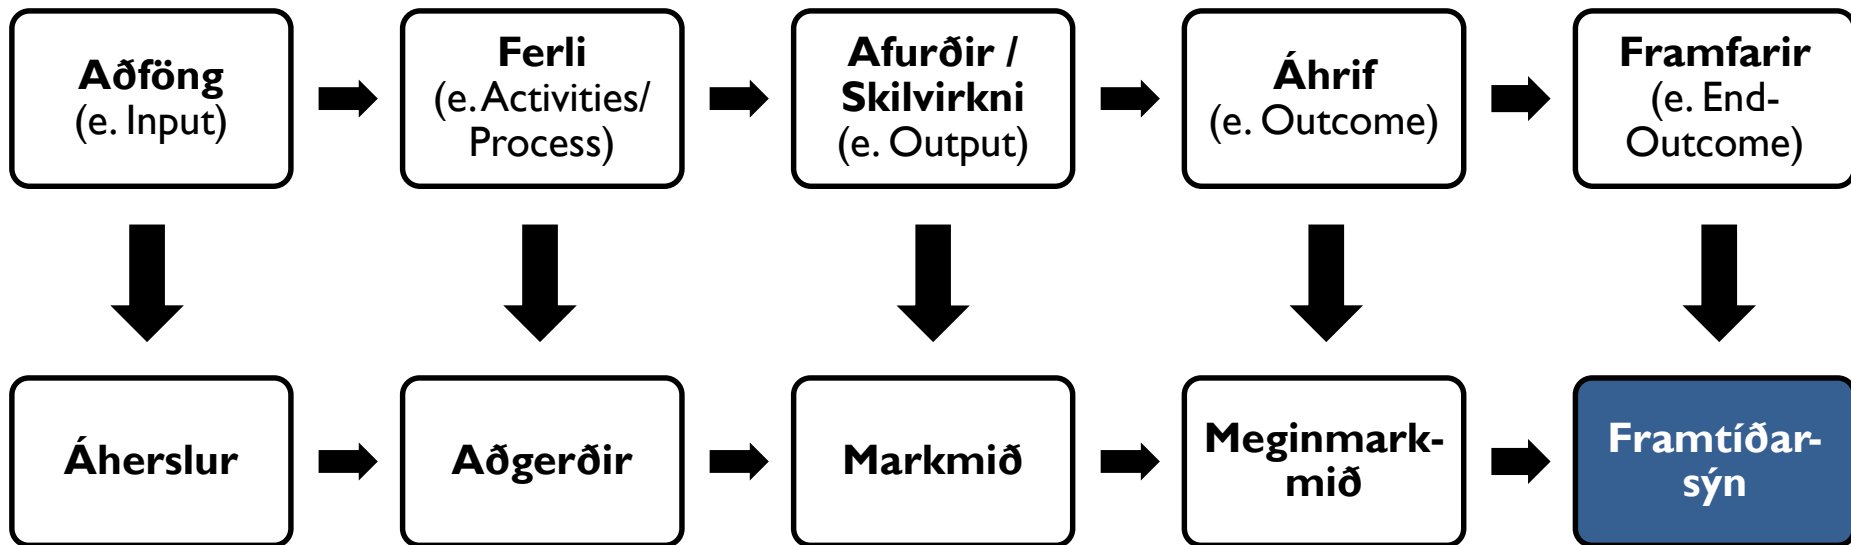 Aðföng
(e. Input)
Ferli
(e. Activities/
Process)
Afurðir /
Skilvirkni
(e. Output)
Áhrif
(e. Outcome)
Framfarir
(e. End-
Outcome)
Áherslur
Aðgerðir
Markmið
Meginmark-
mið
Framtíðar-
sýn